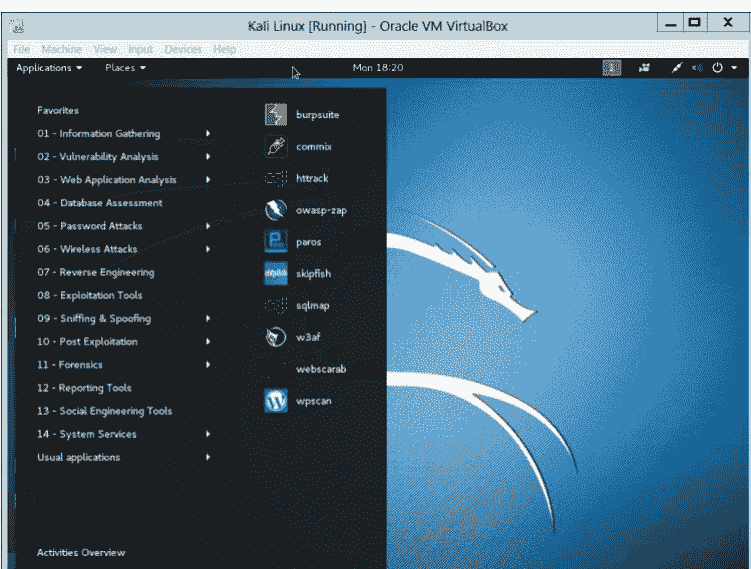 Kali Linux [Running] - Oracle VM VirtualBox
File Machine View Input Devices Help
Applications Places Mon 18:20 1
Favorites
01 - Information Gathering
02 - Vulnerability Analysis
03 - Web Application Analysis
04 - Database Assessment
05 - Password Attacks
06 - Wireless Attacks
07 - Reverse Engineering
08 - Exploitation Tools
09 - Sniffing & Spoofing
10 - Post Exploitation
11 - Forensics
12 - Reporting Tools
13 - Social Engineering Tools
14 - System Services
Usual applications
Activities Overview
burpsuite
commix
httrack
owasp-zap
paros
skipfish
sqlmap
w3af
webscarab
wpscan